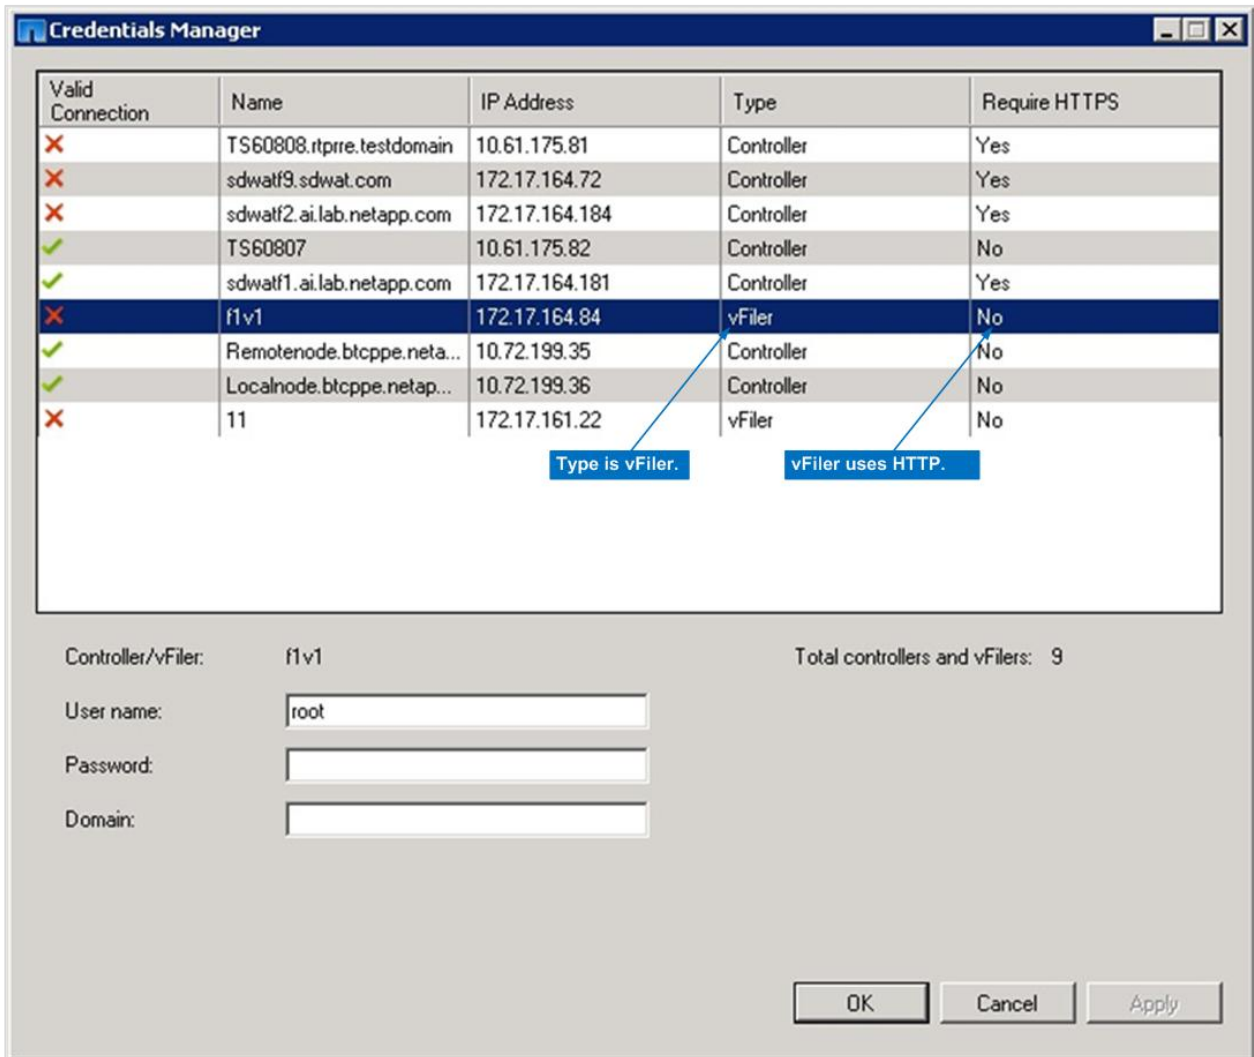 Credentials Manager
Valid
Connection
Name
IP Address
Type
Require HTTPS
TS60808.rtprre.testdomain 10.61.175.81 Controller Yes
sdwatf9.sdwat.com 172.17.164.72 Controller Yes
sdwatf2.ai.lab.netapp.com 172.17.164.184 Controller Yes
TS60807 10.61.175.82 Controller No
sdwatf1.ai.lab.netapp.com 172.17.164.181 Controller Yes
f1v1 172.17.164.84 vFiler No
Remotenode.btcppe.neta... 10.72.199.35 Controller No
Localnode.btcppe.netap... 10.72.199.36 Controller No
11 172.17.161.22 vFiler No
Type is vFiler.
vFiler uses HTTP.
Controller/vFiler: f1v1 Total controllers and vFilers: 9
User name: root
Password:
Domain:
OK Cancel Apply